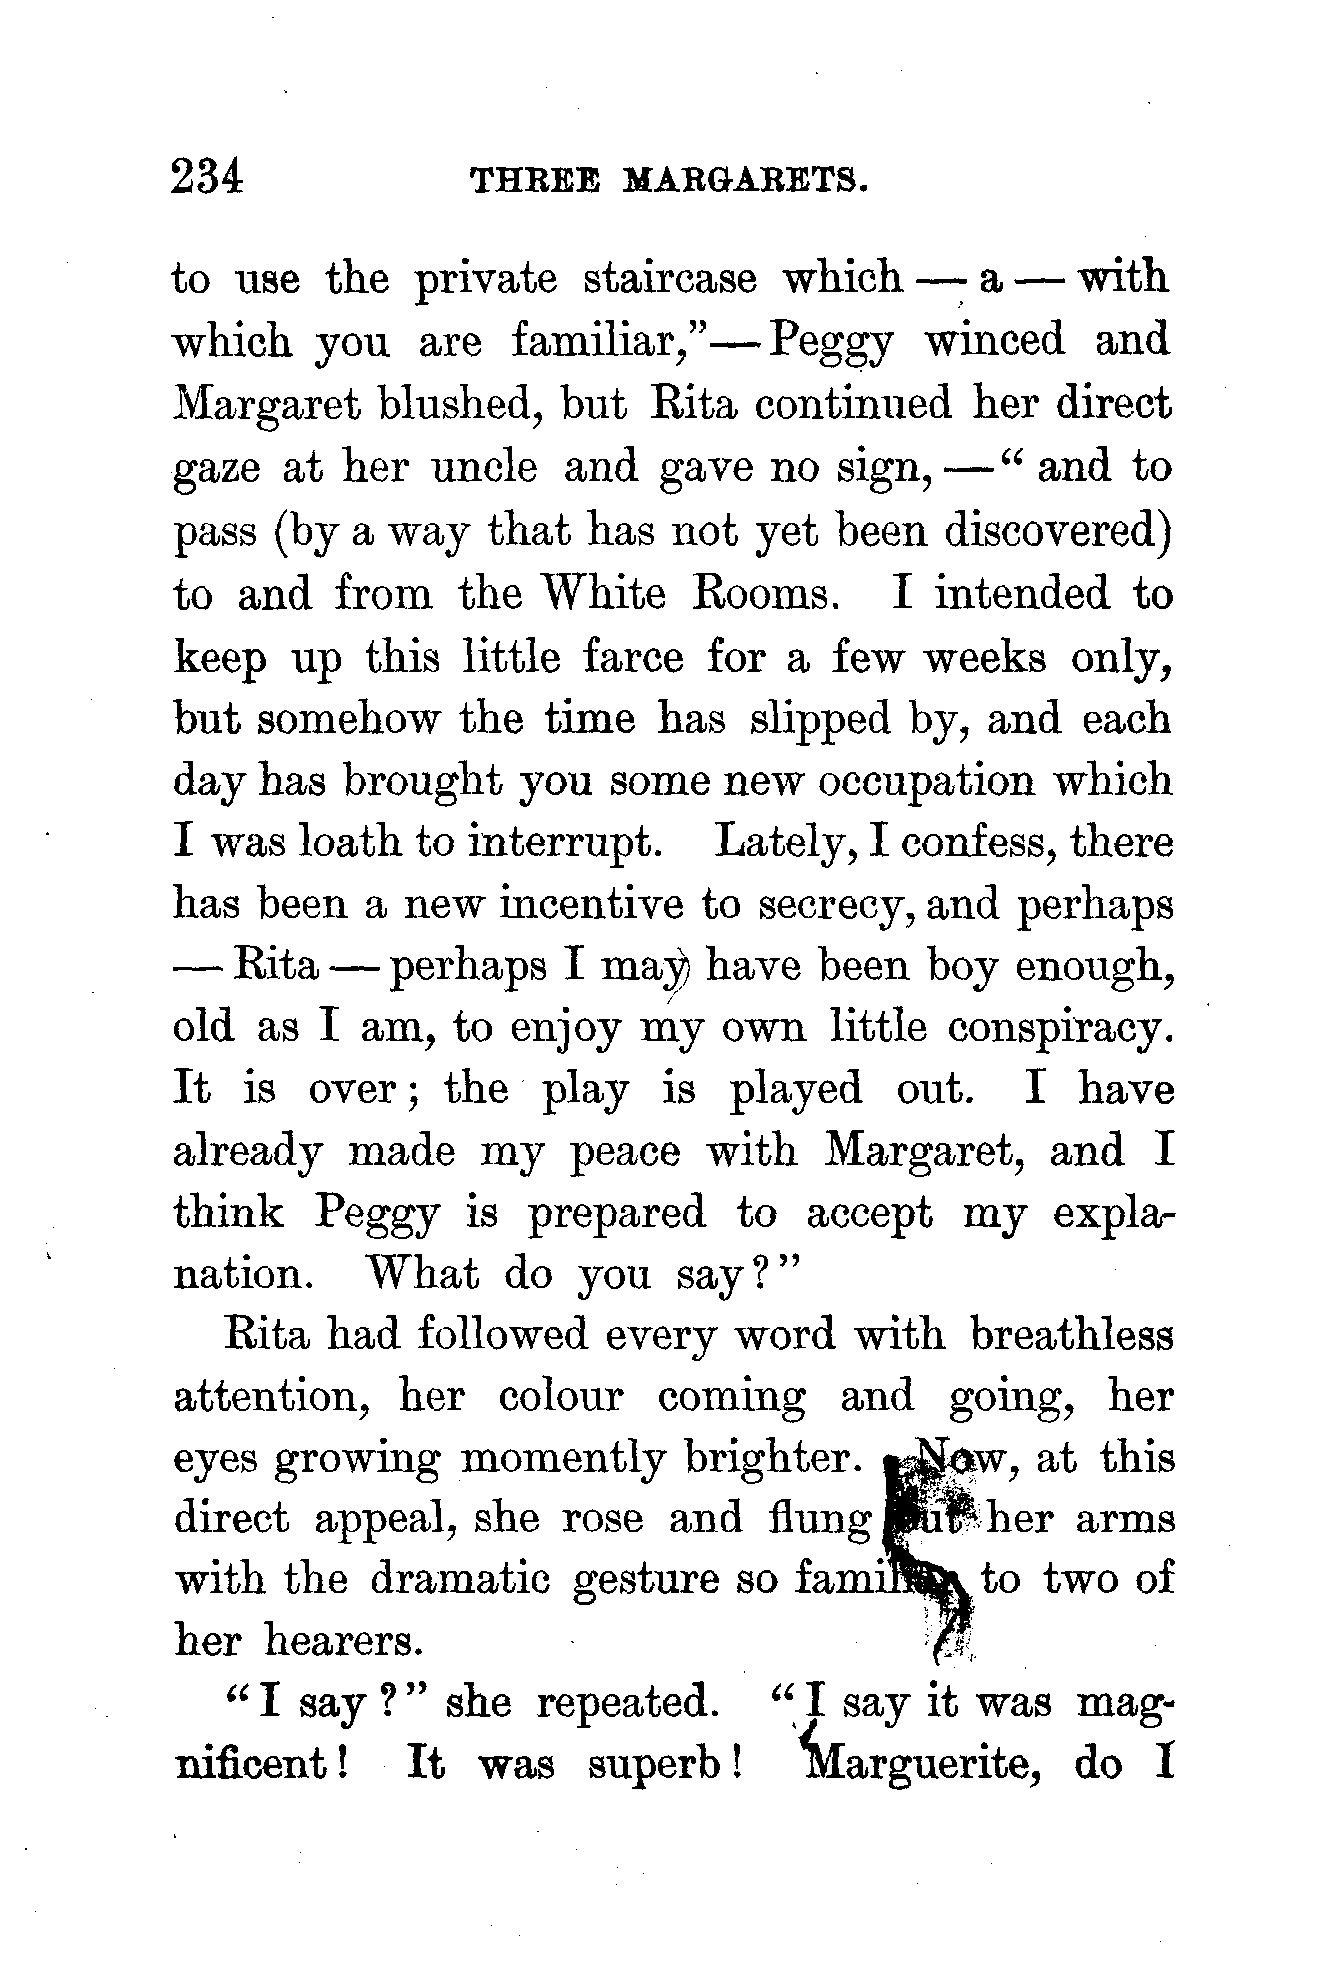 234 THREE MARGARETS.
to use the private staircase which — a — with
which you are familiar,” — Peggy winced and
Margaret blushed, but Rita continued her direct
gaze at her uncle and gave no sign, — “ and to
pass (by a way that has not yet been discovered)
to and from the White Rooms. I intended to
keep up this little farce for a few weeks only,
but somehow the time has slipped by, and each
day has brought you some new occupation which
I was loath to interrupt. Lately, I confess, there
has been a new incentive to secrecy, and perhaps
— Rita — perhaps I may have been boy enough,
old as I am, to enjoy my own little conspiracy.
It is over ; the play is played out. I have
already made my peace with Margaret, and I
think Peggy is prepared to accept my expla-
nation. What do you say ? ”
Rita had followed every word with breathless
attention, her colour coming and going, her
eyes growing momently brighter. Now, at this
direct appeal, she rose and flung her arms
with the dramatic gesture so to two of
her hearers.
“ I say ? ” she repeated. “ I say it was mag-
nificent ! It was superb ! Marguerite, do I